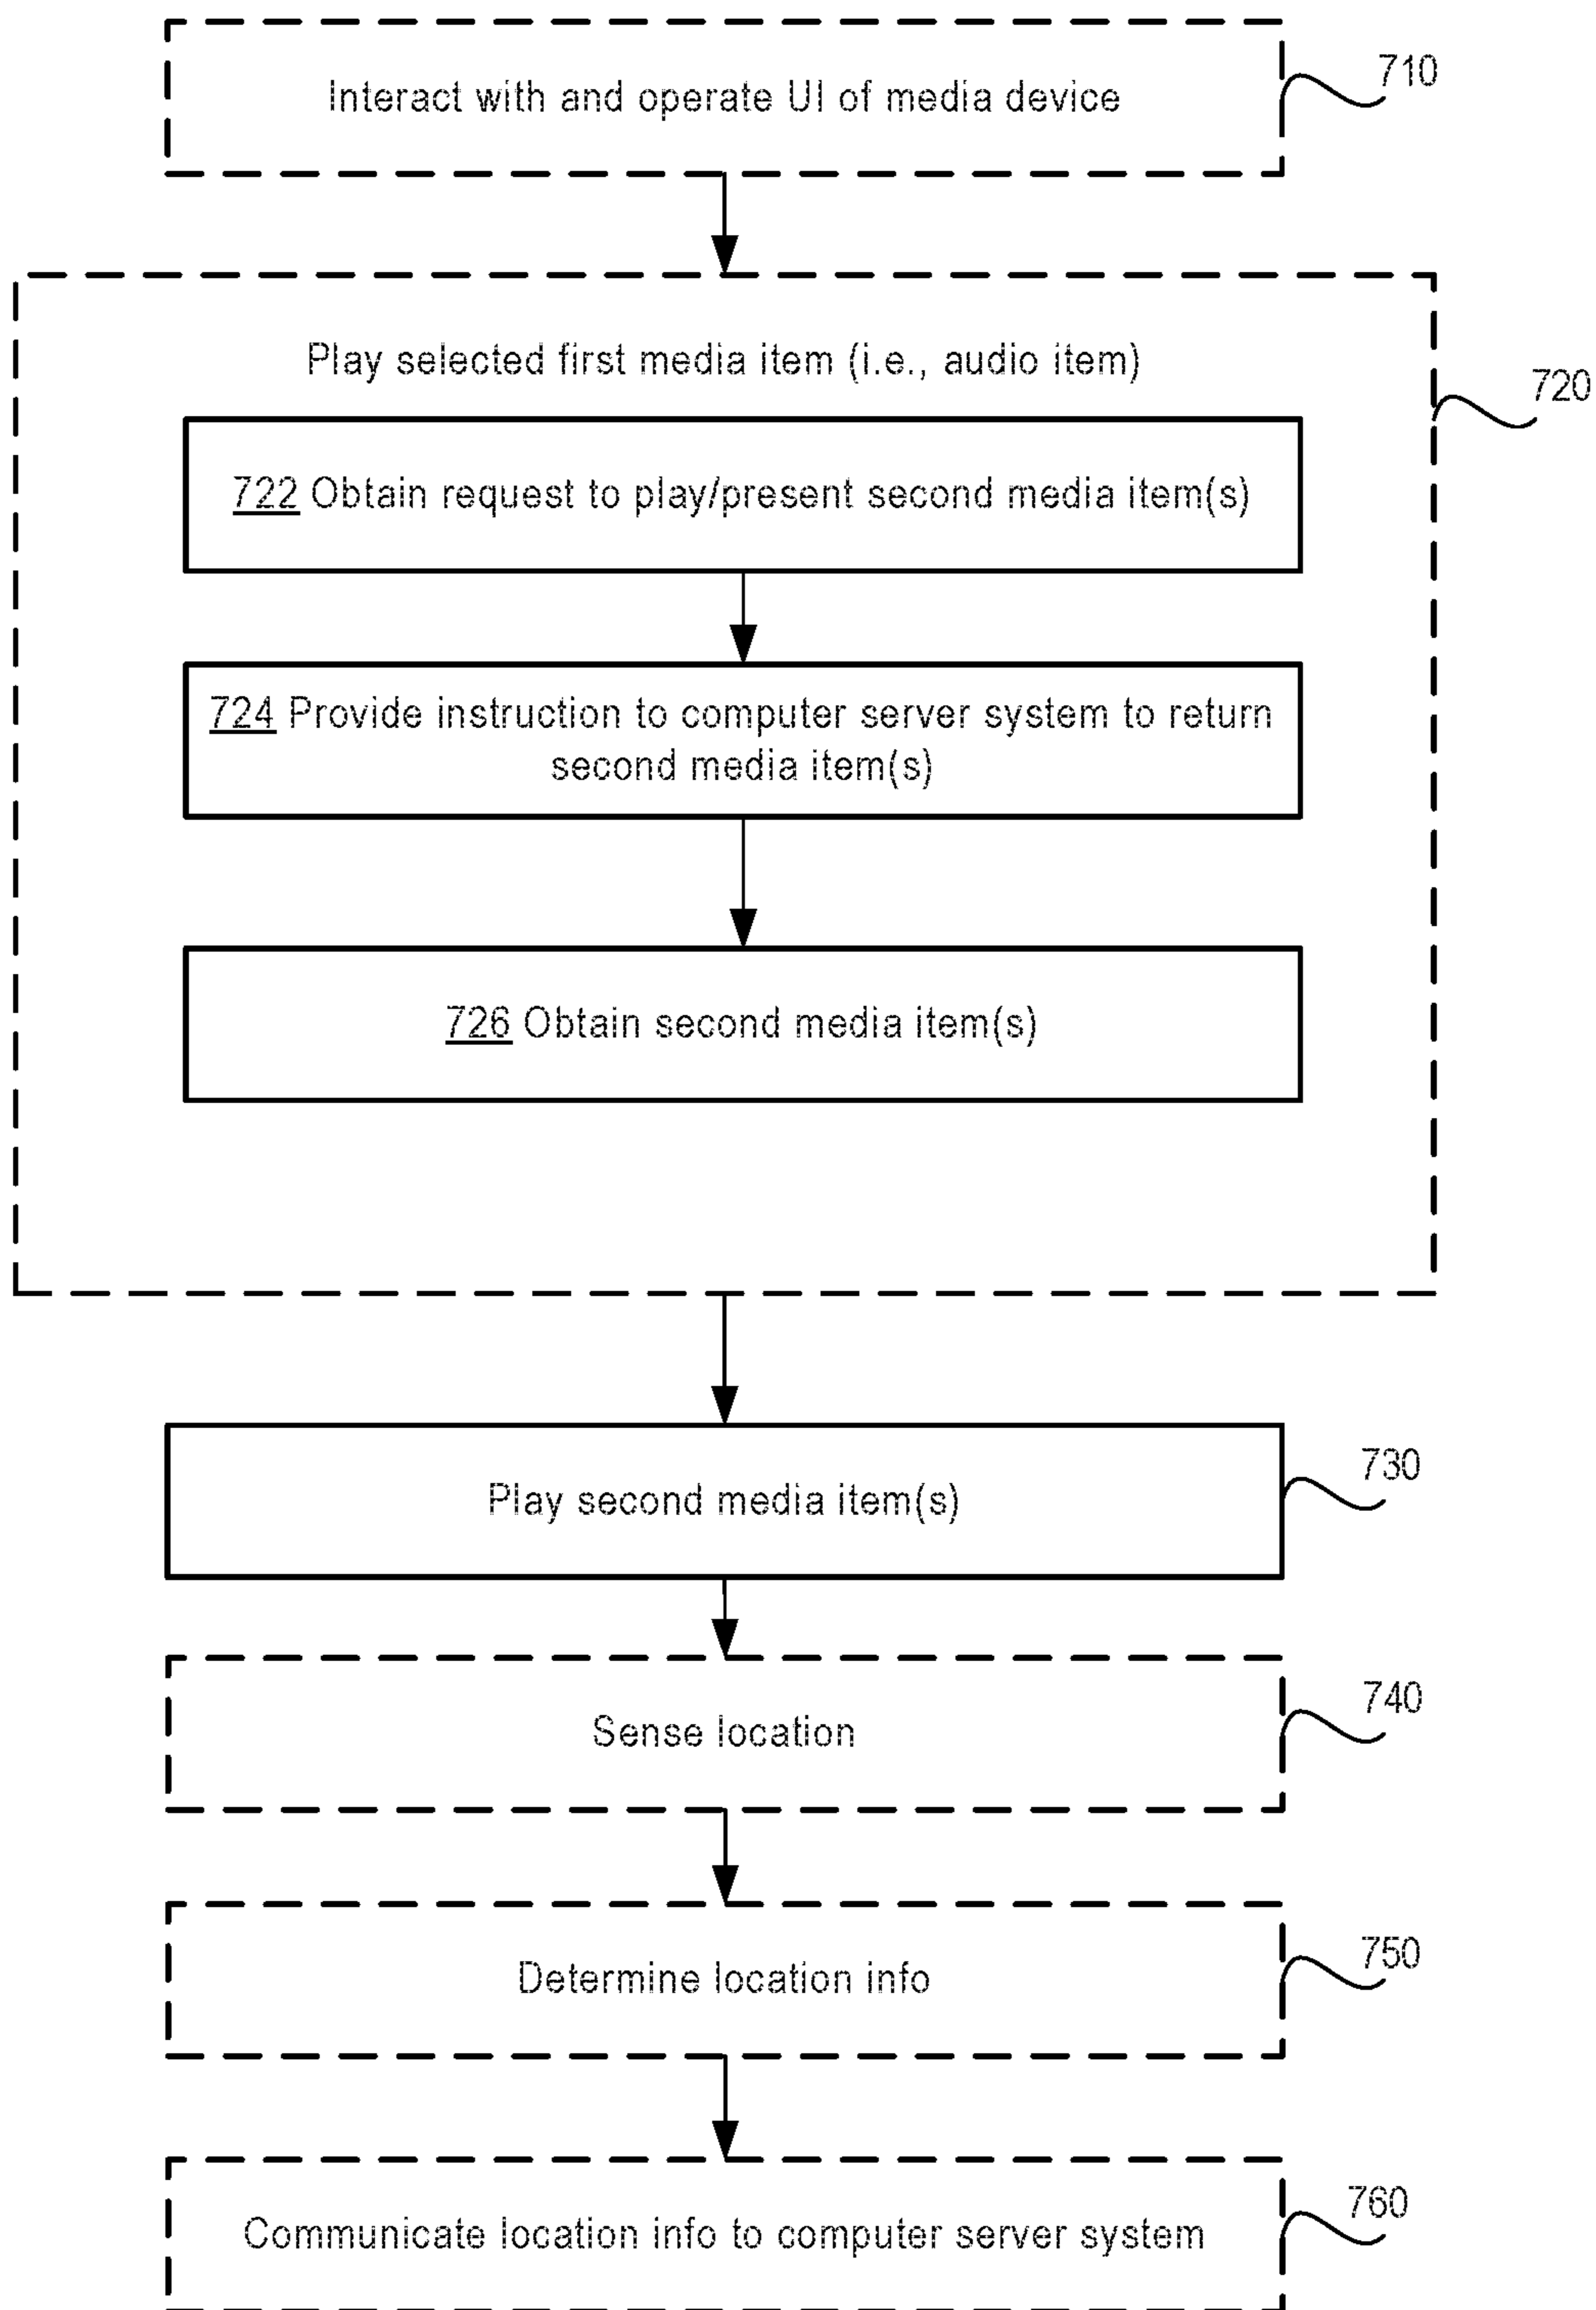 Interact with and operate UI of media device
710
Play selected first media item (i.e., audio item)
720
722 Obtain request to play/present second media item(s)
724 Provide instruction to computer server system to return
second media item(s)
726 Obtain second media item(s)
730
Play second media item(s)
740
Sense location
750
Determine location info
760
Communicate location info to computer server system